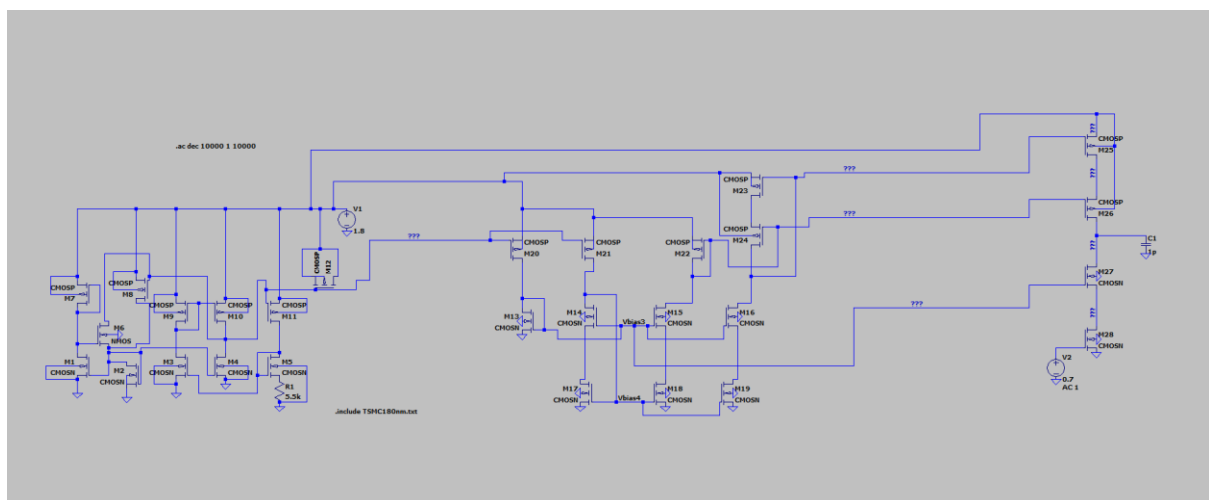 .ac dec 10000 1 10000
V1
1.8
CMOSP
M7
CMOSP
M8
CMOSP
M9
CMOSP
M10
CMOSP
M11
CMOSP
M12
M6
NMOS
M1
CMOSN
M2
CMOSN
M3
CMOSN
M4
CMOSN
M5
CMOSN
R1
5.5k
.include TSMC180nm.txt
???
CMOSP
M20
CMOSP
M21
CMOSP
M22
CMOSP
M23
CMOSP
M24
M13
CMOSN
M14
CMOSN
Vbias3
M15
CMOSN
M16
CMOSN
M17
CMOSN
Vbias4
M18
CMOSN
M19
CMOSN
???
???
???
???
CMOSP
M25
???
CMOSP
M26
???
C1
1p
M27
CMOSN
???
M28
CMOSN
V2
0.7
AC 1